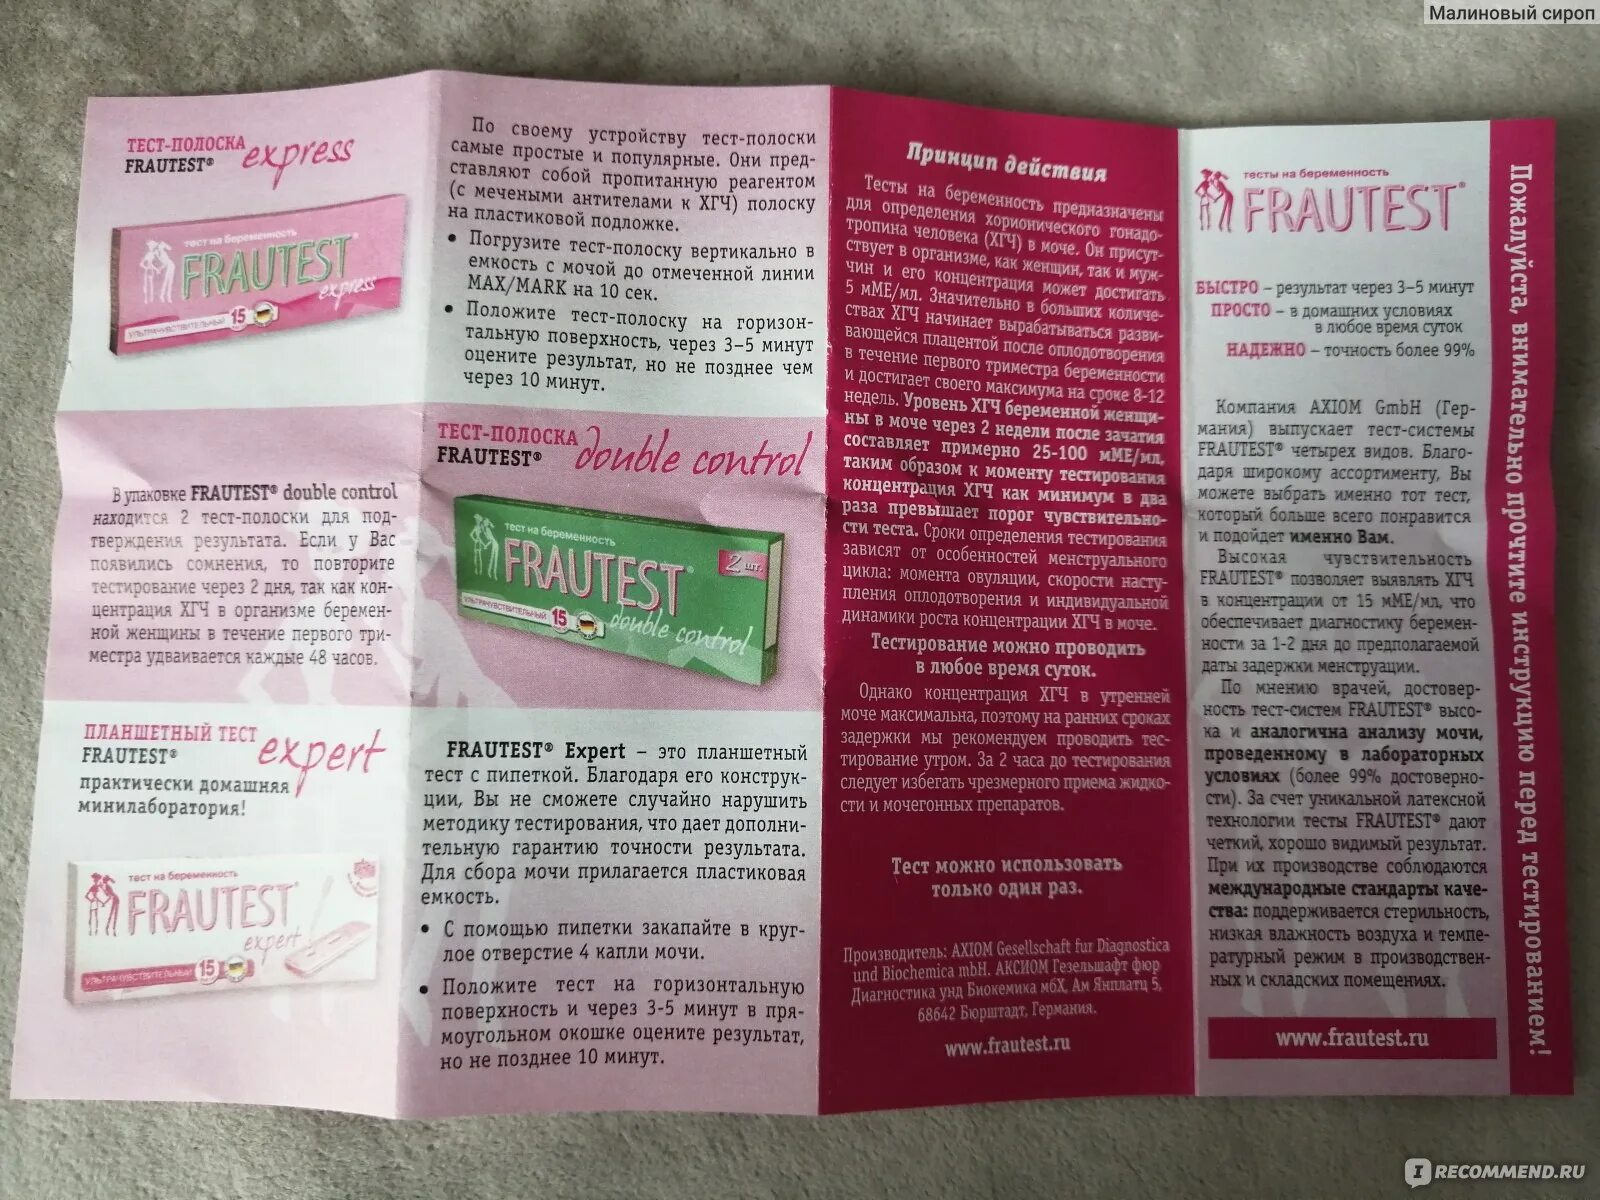 Малиновый сироп
ТЕСТ-ПОЛОСКА
FRAUTEST® express
тест на беременность
FRAUTEST®
express
УЛЬТРАЧУВСТВИТЕЛЬНЫЙ 15
В упаковке FRAUTEST® double control
находится 2 тест-полоски для под-
тверждения результата. Если у Вас
появились сомнения, то повторите
тестирование через 2 дня, так как кон-
центрация ХГЧ в организме беремен-
ной женщины в течение первого три-
местра удваивается каждые 48 часов.
ПЛАНШЕТНЫЙ ТЕСТ
FRAUTEST® expert
практически домашняя
минилаборатория!
тест на беременность
FRAUTEST®
expert
УЛЬТРАЧУВСТВИТЕЛЬНЫЙ 15
По своему устройству тест-полоски
самые простые и популярные. Они пред-
ставляют собой пропитанную реагентом
(с мечеными антителами к ХГЧ) полоску
на пластиковой подложке.
• Погрузите тест-полоску вертикально в
емкость с мочой до отмеченной линии
MAX/MARK на 10 сек.
• Положите тест-полоску на горизон-
тальную поверхность, через 3–5 минут
оцените результат, но не позднее чем
через 10 минут.
ТЕСТ-ПОЛОСКА
FRAUTEST® double control
тест на беременность
FRAUTEST®
2 шт.
double control
УЛЬТРАЧУВСТВИТЕЛЬНЫЙ 15
FRAUTEST® Expert – это планшетный
тест с пипеткой. Благодаря его конструк-
ции, Вы не сможете случайно нарушить
методику тестирования, что дает дополни-
тельную гарантию точности результата.
Для сбора мочи прилагается пластиковая
емкость.
• С помощью пипетки закапайте в круг-
лое отверстие 4 капли мочи.
• Положите тест на горизонтальную
поверхность и через 3-5 минут в пря-
моугольном окошке оцените результат,
но не позднее 10 минут.
Принцип действия
Тесты на беременность предназначены
для определения хорионического гонадо-
тропина человека (ХГЧ) в моче. Он присут-
ствует в организме, как женщин, так и муж-
чин и его концентрация может достигать
5 мМЕ/мл. Значительно в больших количе-
ствах ХГЧ начинает вырабатываться разви-
вающейся плацентой после оплодотворения
в течение первого триместра беременности
и достигает своего максимума на сроке 8-12
недель. Уровень ХГЧ беременной женщи-
ны в моче через 2 недели после зачатия
составляет примерно 25-100 мМЕ/мл,
таким образом к моменту тестирования
концентрация ХГЧ как минимум в два
раза превышает порог чувствительно-
сти теста. Сроки определения тестирования
зависят от особенностей менструального
цикла: момента овуляции, скорости насту-
пления оплодотворения и индивидуальной
динамики роста концентрации ХГЧ в моче.
Тестирование можно проводить
в любое время суток.
Однако концентрация ХГЧ в утренней
моче максимальна, поэтому на ранних сроках
задержки мы рекомендуем проводить тес-
тирование утром. За 2 часа до тестирования
следует избегать чрезмерного приема жидко-
сти и мочегонных препаратов.
Тест можно использовать
только один раз.
Производитель: AXIOM Gesellschaft fur Diagnostica
und Biochemica mbH. АКСИОМ Гезельшафт фюр
Диагностика унд Биокемика мбХ, Ам Янплатц 5,
68642 Бюрштадт, Германия.
www.frautest.ru
тесты на беременность
FRAUTEST®
БЫСТРО – результат через 3–5 минут
ПРОСТО – в домашних условиях
в любое время суток
НАДЕЖНО – точность более 99%
Компания AXIOM GmbH (Гер-
мания) выпускает тест-системы
FRAUTEST® четырех видов. Благо-
даря широкому ассортименту, Вы
можете выбрать именно тот тест,
который больше всего понравится
и подойдет именно Вам.
Высокая чувствительность
FRAUTEST® позволяет выявлять ХГЧ
в концентрации от 15 мМЕ/мл, что
обеспечивает диагностику беремен-
ности за 1-2 дня до предполагаемой
даты задержки менструации.
По мнению врачей, достовер-
ность тест-систем FRAUTEST® высо-
ка и аналогична анализу мочи,
проведенному в лабораторных
условиях (более 99% достоверно-
сти). За счет уникальной латексной
технологии тесты FRAUTEST® дают
четкий, хорошо видимый результат.
При их производстве соблюдаются
международные стандарты каче-
ства: поддерживается стерильность,
низкая влажность воздуха и темпе-
ратурный режим в производствен-
ных и складских помещениях.
www.frautest.ru
Пожалуйста, внимательно прочтите инструкцию перед тестированием!
IRECOMMEND.RU